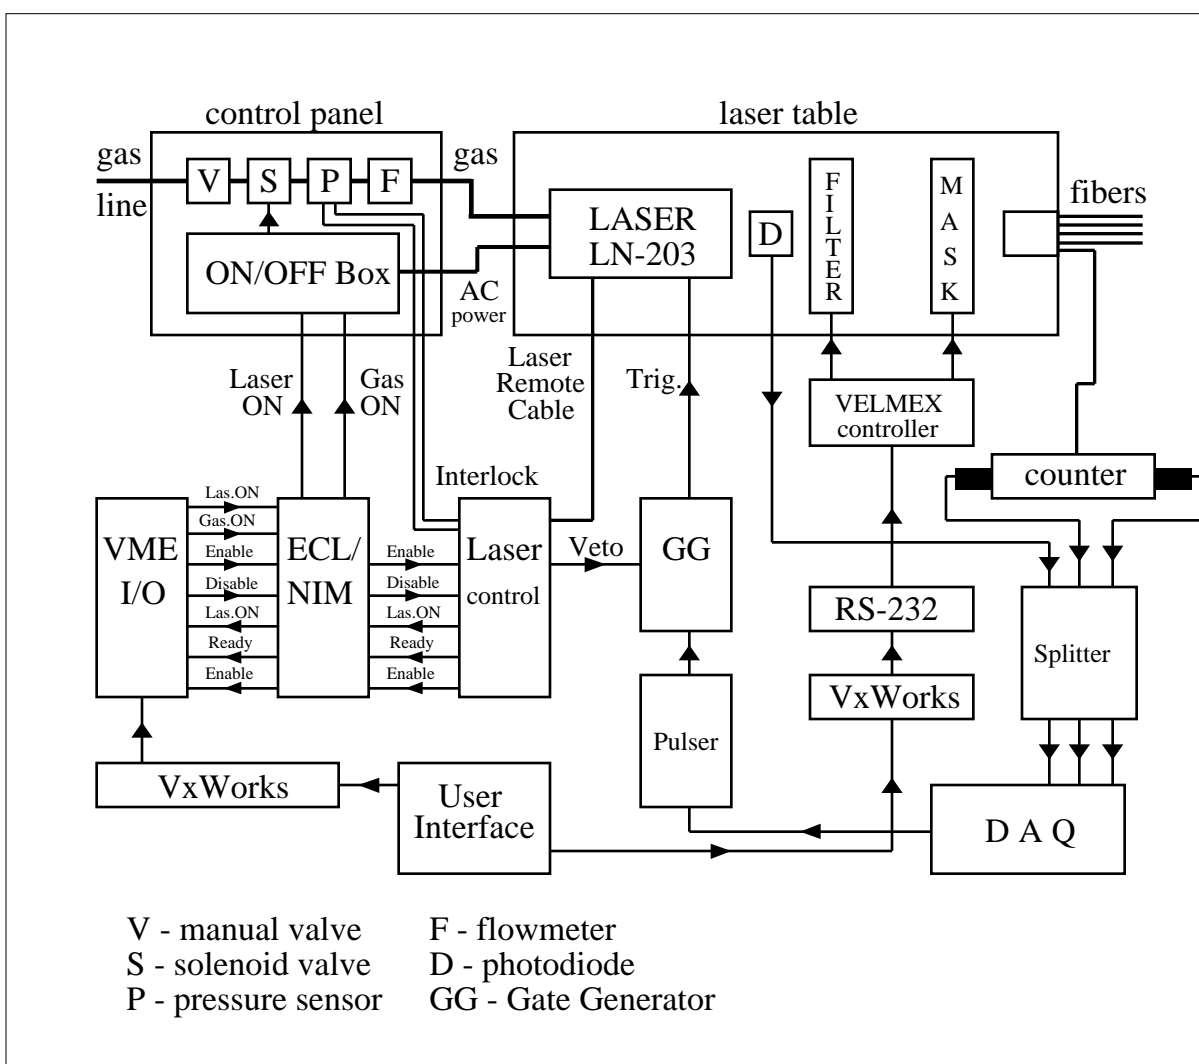 control panel
laser table
gas
gas
V
S
P
F
line
fibers
LASER
LN-203
D
FILTER
MASK
ON/OFF Box
AC
power
Laser
ON
Gas
ON
Laser
Remote
Cable
Trig.
VELMEX
controller
Interlock
counter
VME
I/O
Las.ON
Gas.ON
Enable
Disable
Las.ON
Ready
Enable
ECL/
NIM
Enable
Disable
Las.ON
Ready
Enable
Laser
control
Veto
GG
RS-232
Splitter
VxWorks
Pulser
VxWorks
User
Interface
D A Q
V - manual valve
F - flowmeter
S - solenoid valve
D - photodiode
P - pressure sensor
GG - Gate Generator